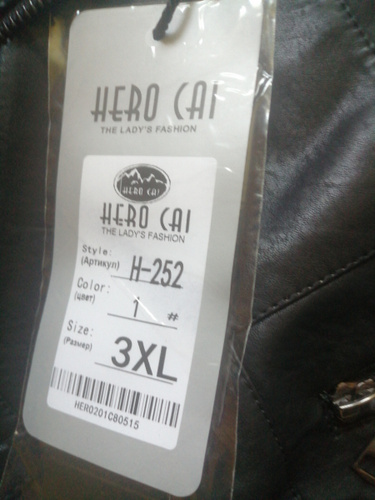 HERO CAI
THE LADY'S FASHION
HERO CAI
HERO CAI
THE LADY'S FASHION
Style:
(Артикул) H-252
Color:
(цвет) 1 #
Size:
(Размер) 3XL
HER0201C80515